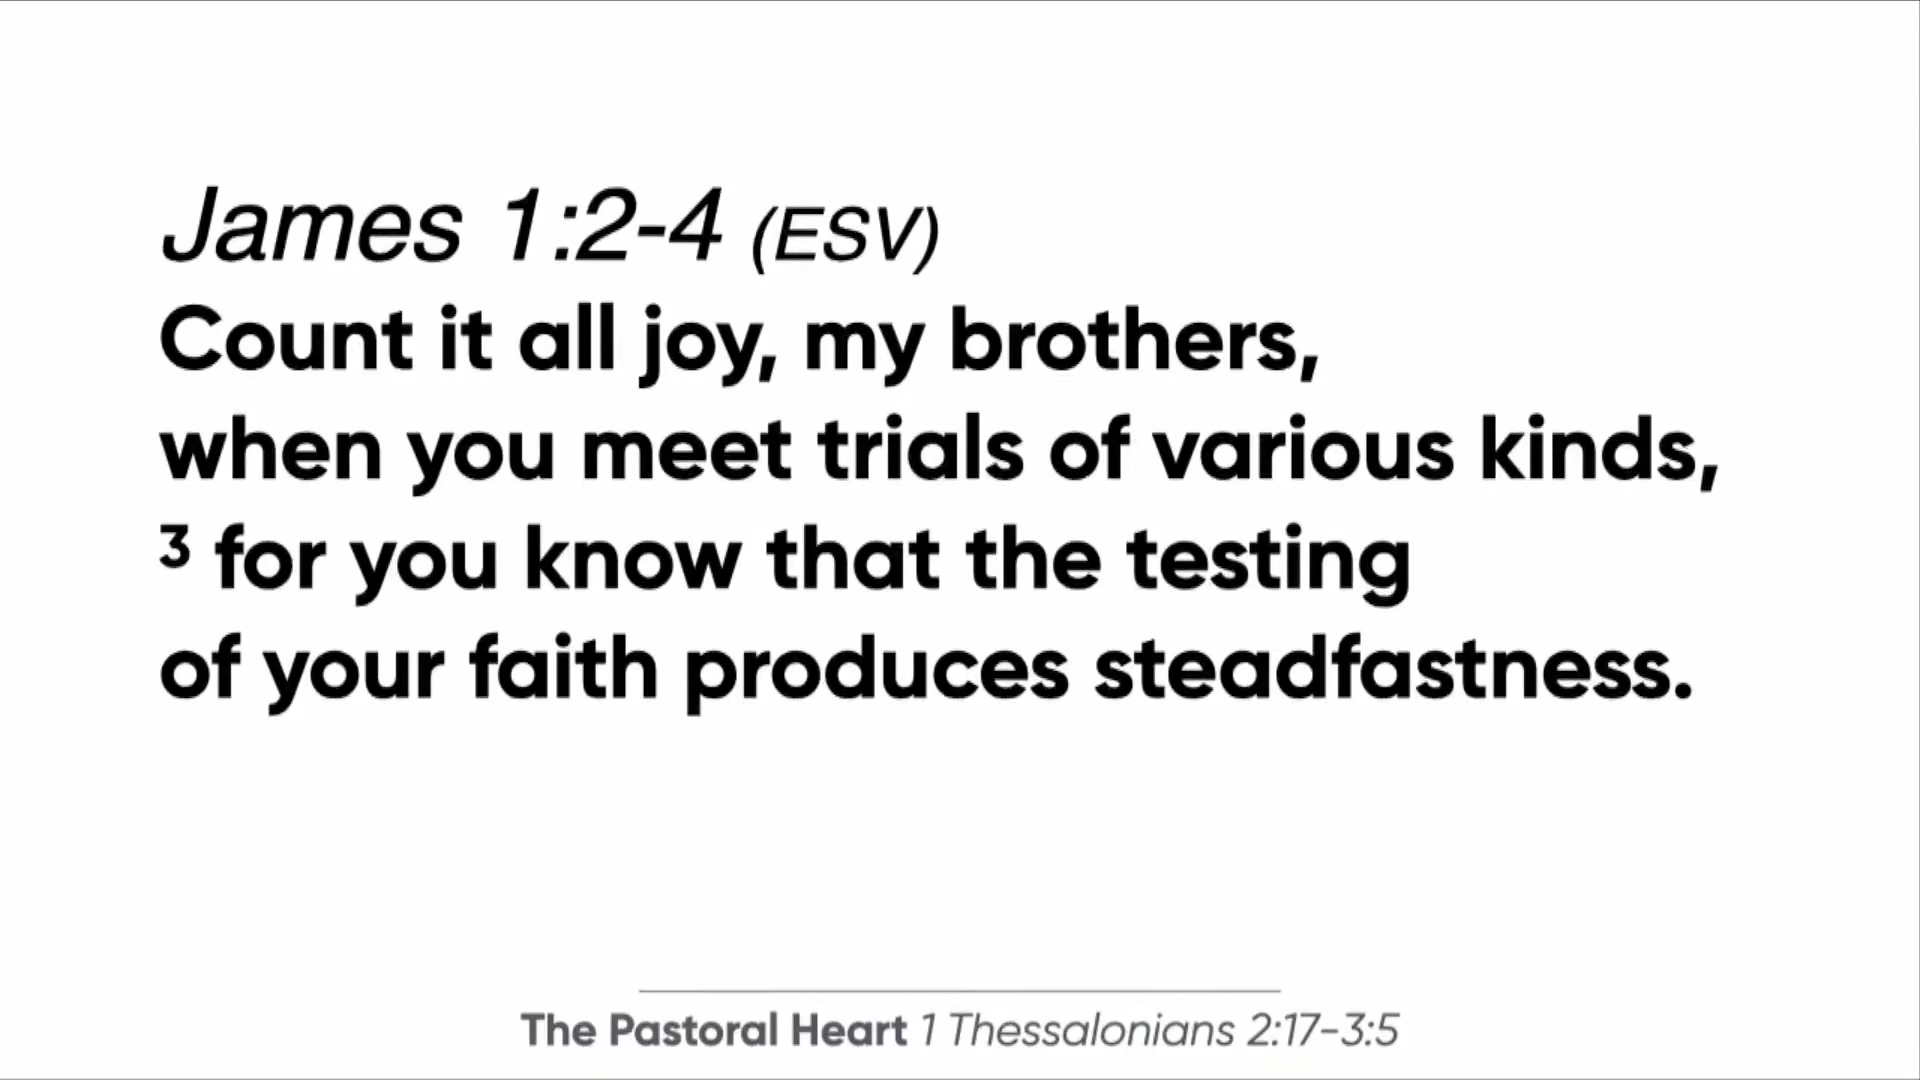 James 1:2-4 (ESV)
Count it all joy, my brothers,
when you meet trials of various kinds,
³ for you know that the testing
of your faith produces steadfastness.
The Pastoral Heart 1 Thessalonians 2:17–3:5